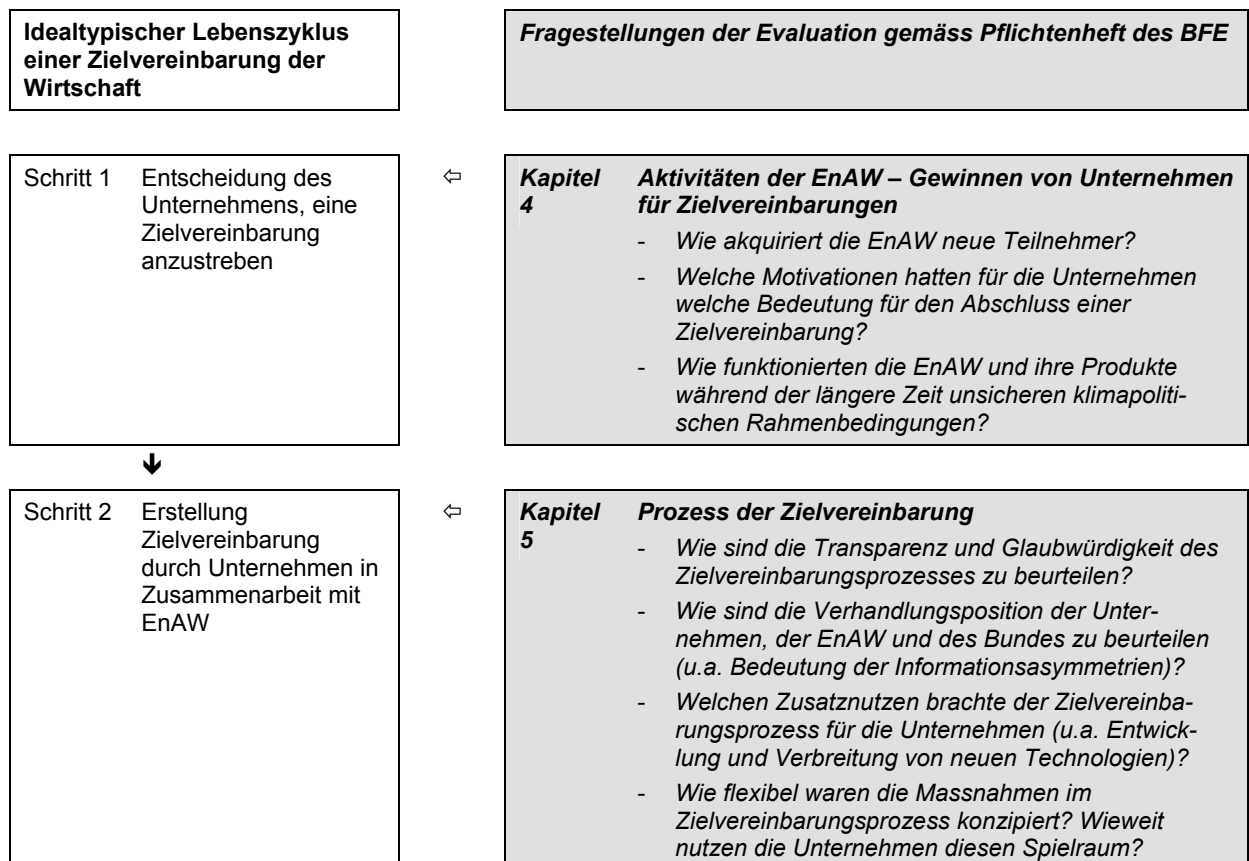 Idealtypischer Lebenszyklus
einer Zielvereinbarung der
Wirtschaft
Fragestellungen der Evaluation gemäss Pflichtenheft des BFE
Schritt 1 Entscheidung des
Unternehmens, eine
Zielvereinbarung
anzustreben
⇦
Kapitel
4
Aktivitäten der EnAW – Gewinnen von Unternehmen
für Zielvereinbarungen
- Wie akquiriert die EnAW neue Teilnehmer?
- Welche Motivationen hatten für die Unternehmen
welche Bedeutung für den Abschluss einer
Zielvereinbarung?
- Wie funktionierten die EnAW und ihre Produkte
während der längere Zeit unsicheren klimapoliti-
schen Rahmenbedingungen?
Schritt 2 Erstellung
Zielvereinbarung
durch Unternehmen in
Zusammenarbeit mit
EnAW
⇦
Kapitel
5
Prozess der Zielvereinbarung
- Wie sind die Transparenz und Glaubwürdigkeit des
Zielvereinbarungsprozesses zu beurteilen?
- Wie sind die Verhandlungsposition der Unter-
nehmen, der EnAW und des Bundes zu beurteilen
(u.a. Bedeutung der Informationsasymmetrien)?
- Welchen Zusatznutzen brachte der Zielvereinba-
rungsprozess für die Unternehmen (u.a. Entwick-
lung und Verbreitung von neuen Technologien)?
- Wie flexibel waren die Massnahmen im
Zielvereinbarungsprozess konzipiert? Wieweit
nutzen die Unternehmen diesen Spielraum?